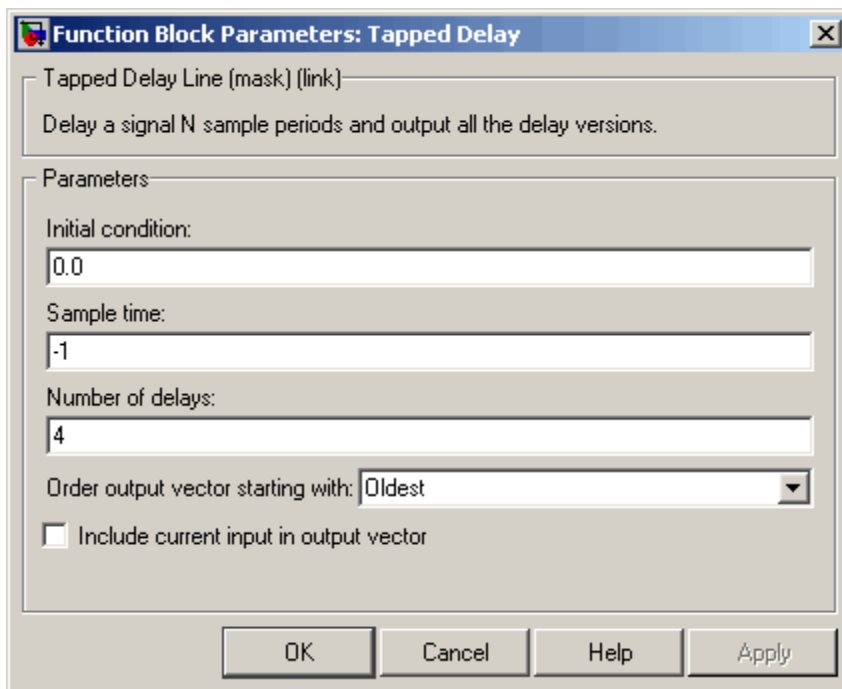 Function Block Parameters: Tapped Delay
Tapped Delay Line (mask) (link)
Delay a signal N sample periods and output all the delay versions.
Parameters
Initial condition:
0.0
Sample time:
-1
Number of delays:
4
Order output vector starting with: Oldest
Include current input in output vector
OK Cancel Help Apply